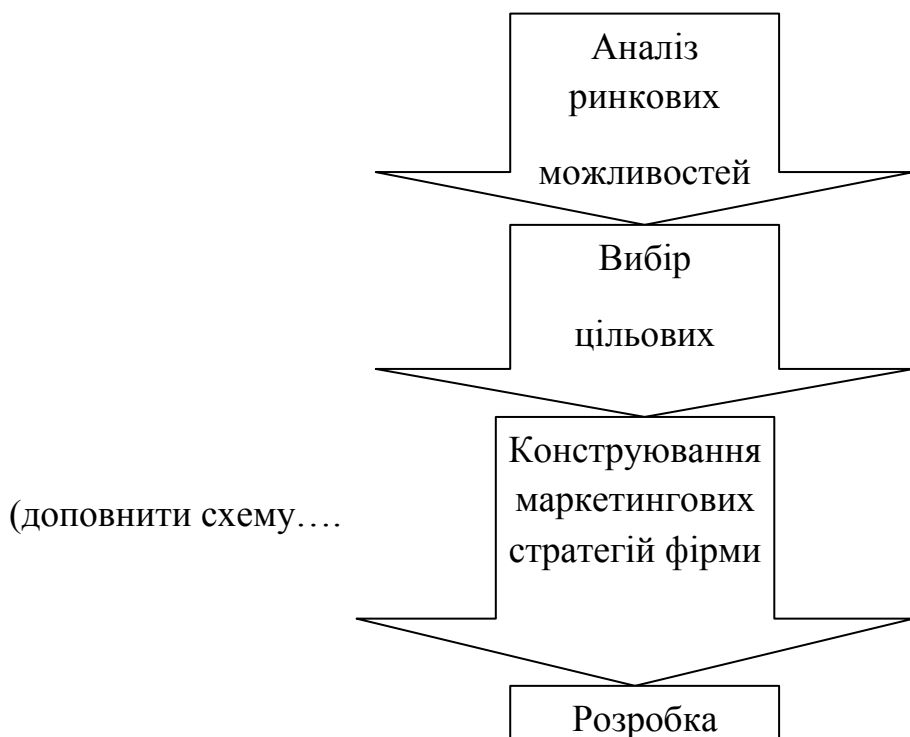 Аналіз
ринкових
можливостей
Вибір
цільових
Конструювання
маркетингових
стратегій фірми
(доповнити схему….
Розробка